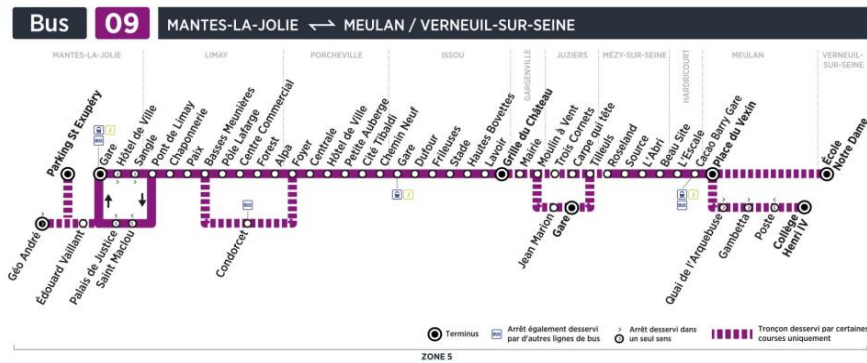 Bus 09 MANTES-LA-JOLIE MEULAN / VERNEUIL-SUR-SEINE
MANTES-LA-JOLIE
LIMAY
PORCHEVILLE
ISSOU
GARGENVILLE
JUZIERS
MÉZY-SUR-SEINE
HARDRICOURT
MEULAN
VERNEUIL-
SUR-SEINE
Parking St Exupéry
Gare
Hôtel de Ville
Sangle
Pont de Limay
Chaponnerie
Paix
Basses Meunières
Pôle Lafarge
Centre Commercial
Forest
Alpa
Foyer
Centrale
Hôtel de Ville
Petite Auberge
Cité Tibaldi
Chemin Neuf
Gare
Dufour
Frileuses
Stade
Hautes Bovettes
Lavoir
Grille du Château
Mairie
Moulin à Vent
Trois Cornets
Carpe qui tête
Tilleuls
Roseland
Source
L'Abri
Beau Site
L'Escale
Cacao Barry Gare
Place du Vexin
École
Notre Dame
Géo André
Édouard Vaillant
Palais de Justice
Saint Maclou
BUS
Condorcet
Jean Marion
Gare
Quai de l'Arquebuse
Gambetta
Poste
Collège
Henri IV
Terminus
BUS
Arrêt également desservi
par d'autres lignes de bus
Arrêt desservi dans
un seul sens
Tronçon desservi par certaines
courses uniquement
ZONE 5